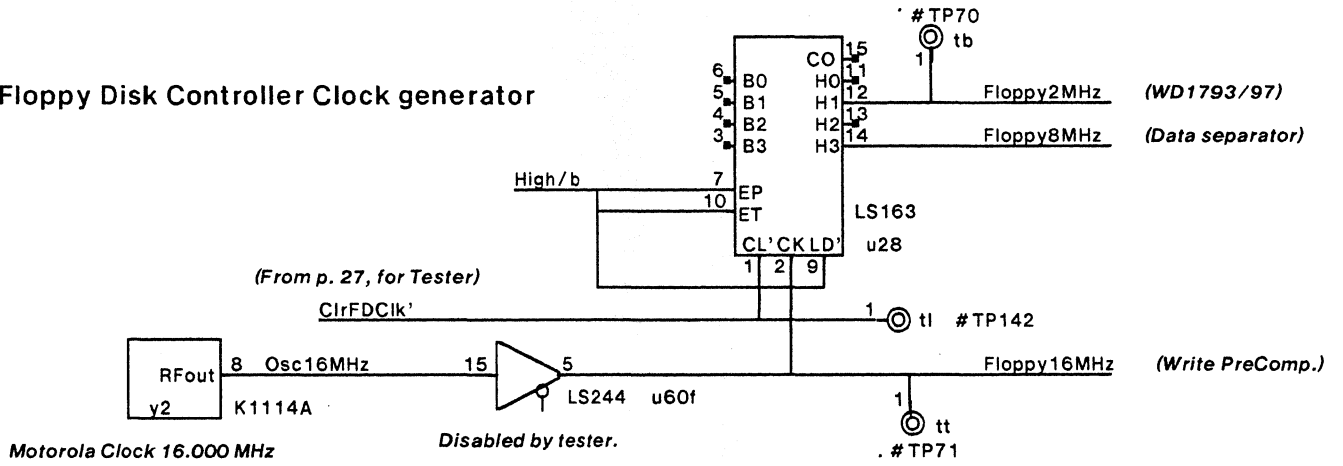 #TP70
tb
1
Floppy Disk Controller Clock generator
CO 15
6 B0 H0 11
5 B1 H1 12 Floppy2MHz (WD1793/97)
4 B2 H2 13
3 B3 H3 14 Floppy8MHz (Data separator)
High/b 7 EP
10 ET LS163
CL' CK LD' u28
1 2 9
(From p. 27, for Tester)
ClrFDClk' 1 tl #TP142
RFout 8 Osc16MHz 15 5 Floppy16MHz (Write PreComp.)
y2 K1114A LS244 u60f 1
tt
Motorola Clock 16.000 MHz Disabled by tester. #TP71